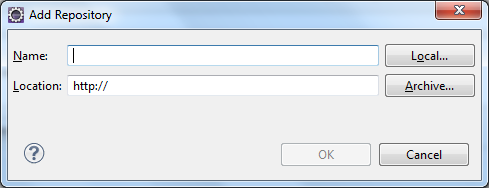 Add Repository
Name: Local...
Location: http:// Archive...
? OK Cancel